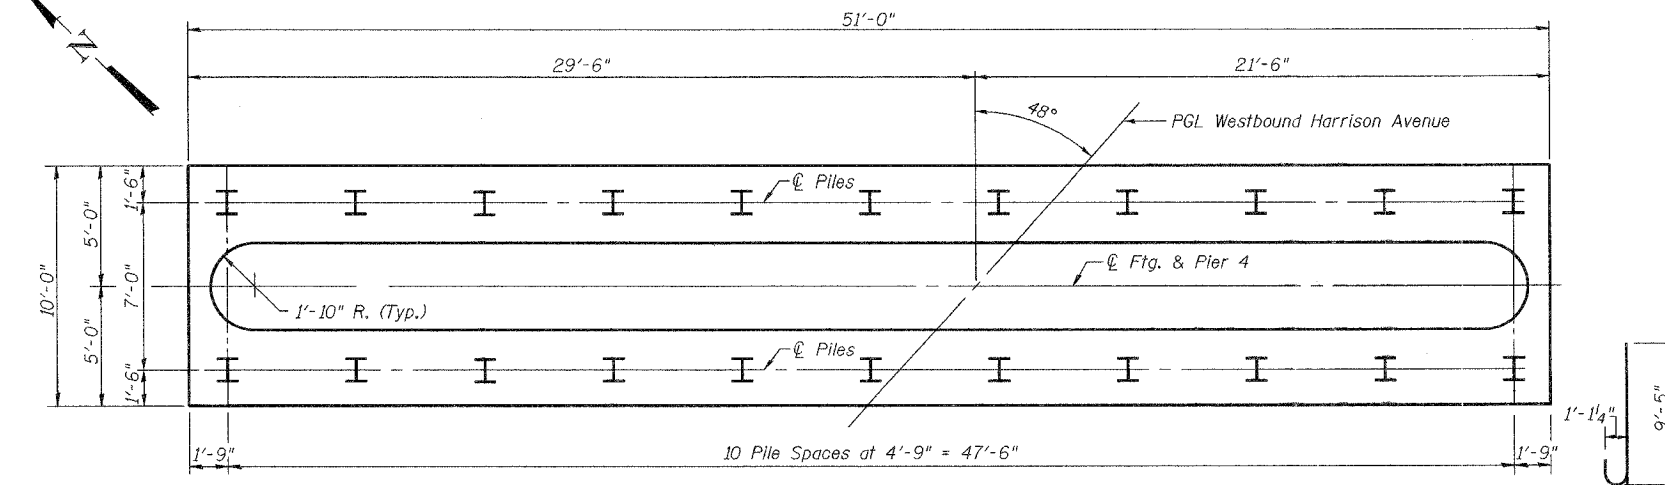 N
51'-0"
29'-6"
21'-6"
48°
PGL Westbound Harrison Avenue
1'-6"
℄ Piles
5'-0"
10'-0"
7'-0"
℄ Ftg. & Pier 4
1'-10" R. (Typ.)
5'-0"
℄ Piles
1'-6"
1'-1¼"
9'-5"
1'-9"
10 Pile Spaces at 4'-9" = 47'-6"
1'-9"